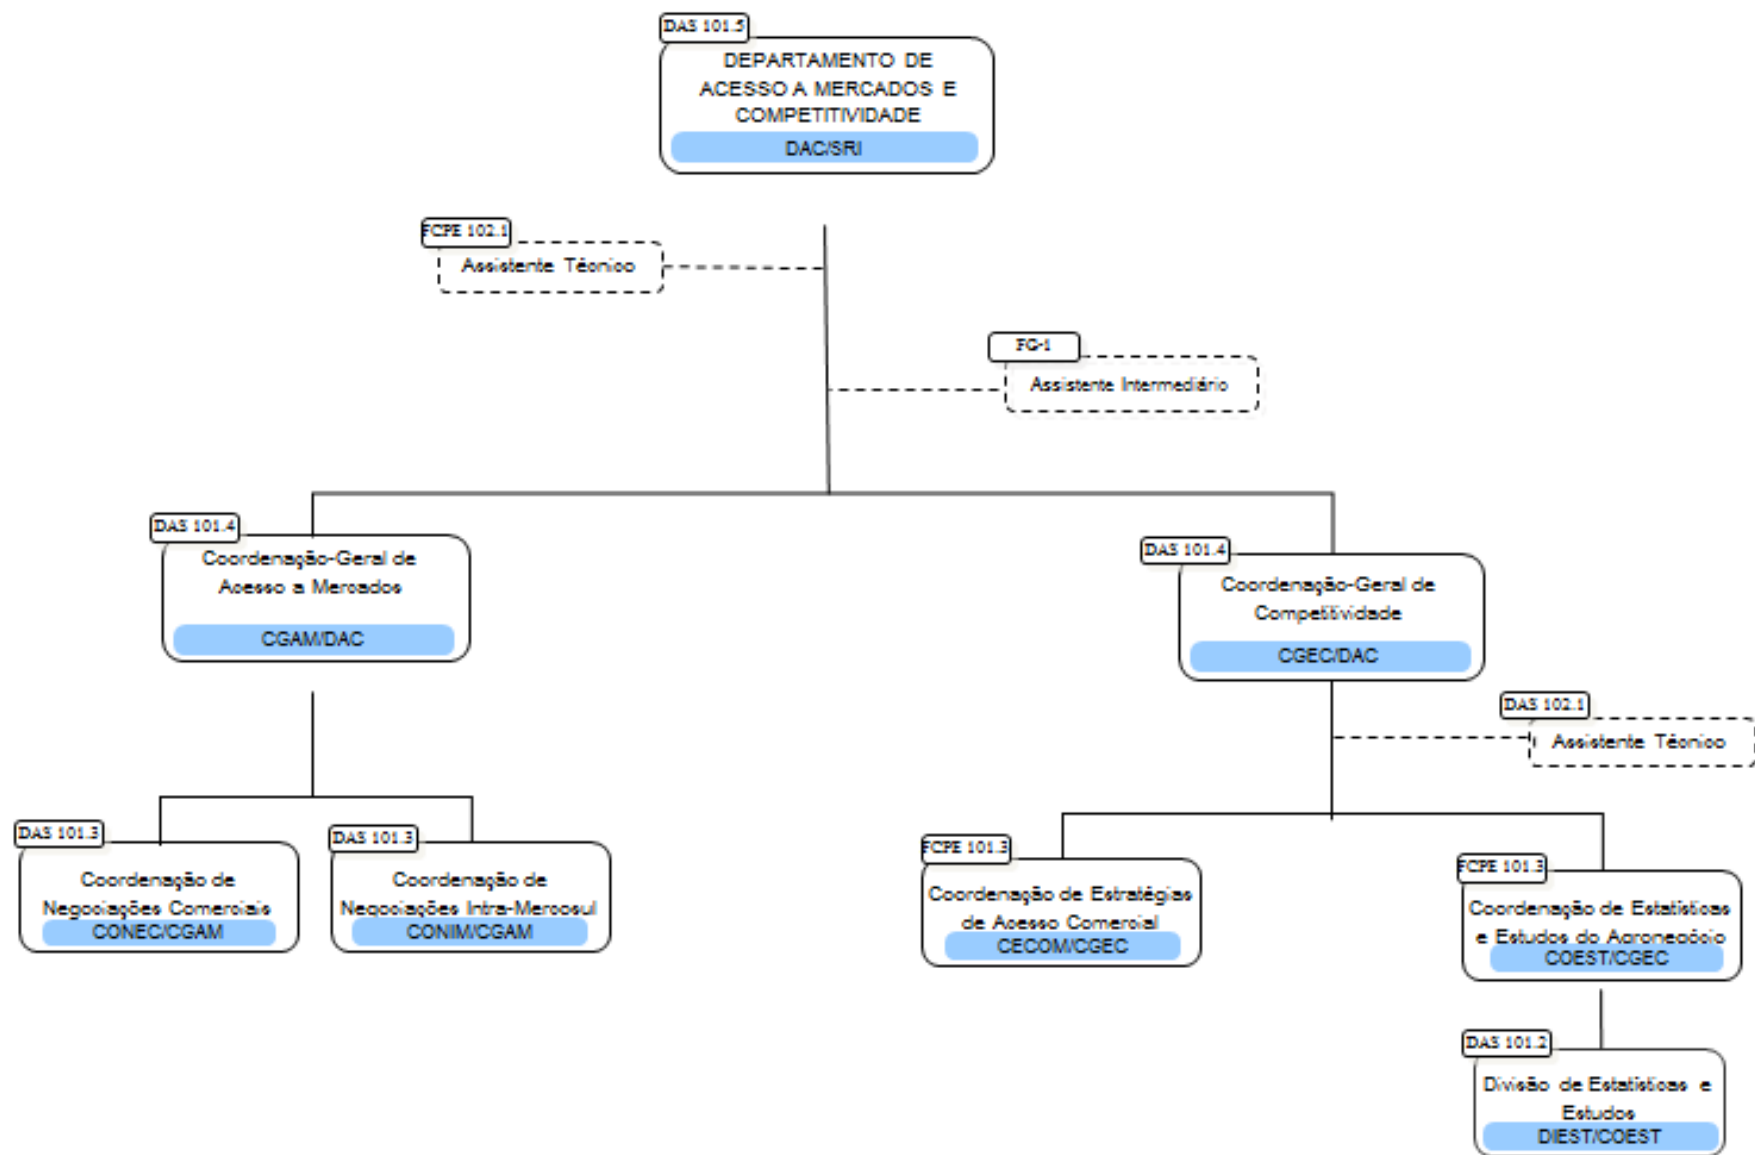 DAS 101.5
DEPARTAMENTO DE
ACESSO A MERCADOS E
COMPETITIVIDADE
DAC/SRI
FCPE 102.1
Assistente Técnico
FG-1
Assistente Intermediário
DAS 101.4
Coordenação-Geral de
Acesso a Mercados
CGAM/DAC
DAS 101.4
Coordenação-Geral de
Competitividade
CGEC/DAC
DAS 102.1
Assistente Técnico
DAS 101.3
Coordenação de
Negociações Comerciais
CONEC/CGAM
DAS 101.3
Coordenação de
Negociações Intra-Mercosul
CONIM/CGAM
FCPE 101.3
Coordenação de Estratégias
de Acesso Comercial
CECOM/CGEC
FCPE 101.3
Coordenação de Estatísticas
e Estudos do Agronegócio
COEST/CGEC
DAS 101.2
Divisão de Estatísticas e
Estudos
DIEST/COEST